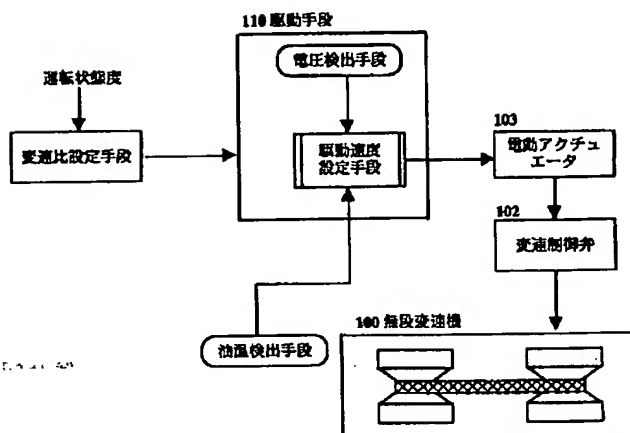 110 駆動手段
電圧検出手段
運転状態度
変速比設定手段
駆動速度
設定手段
103
電動アクチュ
エータ
102
変速制御弁
油温検出手段
100 無段変速機